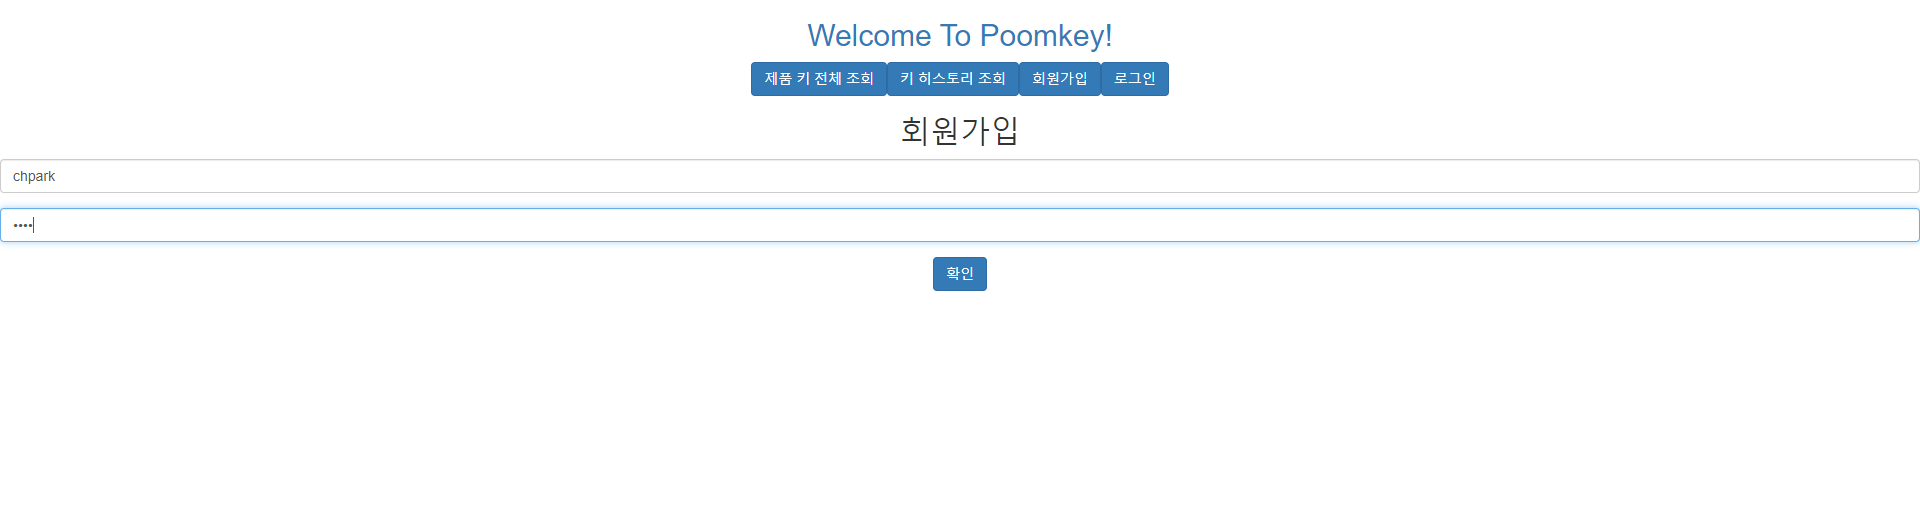 Welcome To Poomkey!
제품 키 전체 조회 키 히스토리 조회 회원가입 로그인
회원가입
chpark
••••
확인